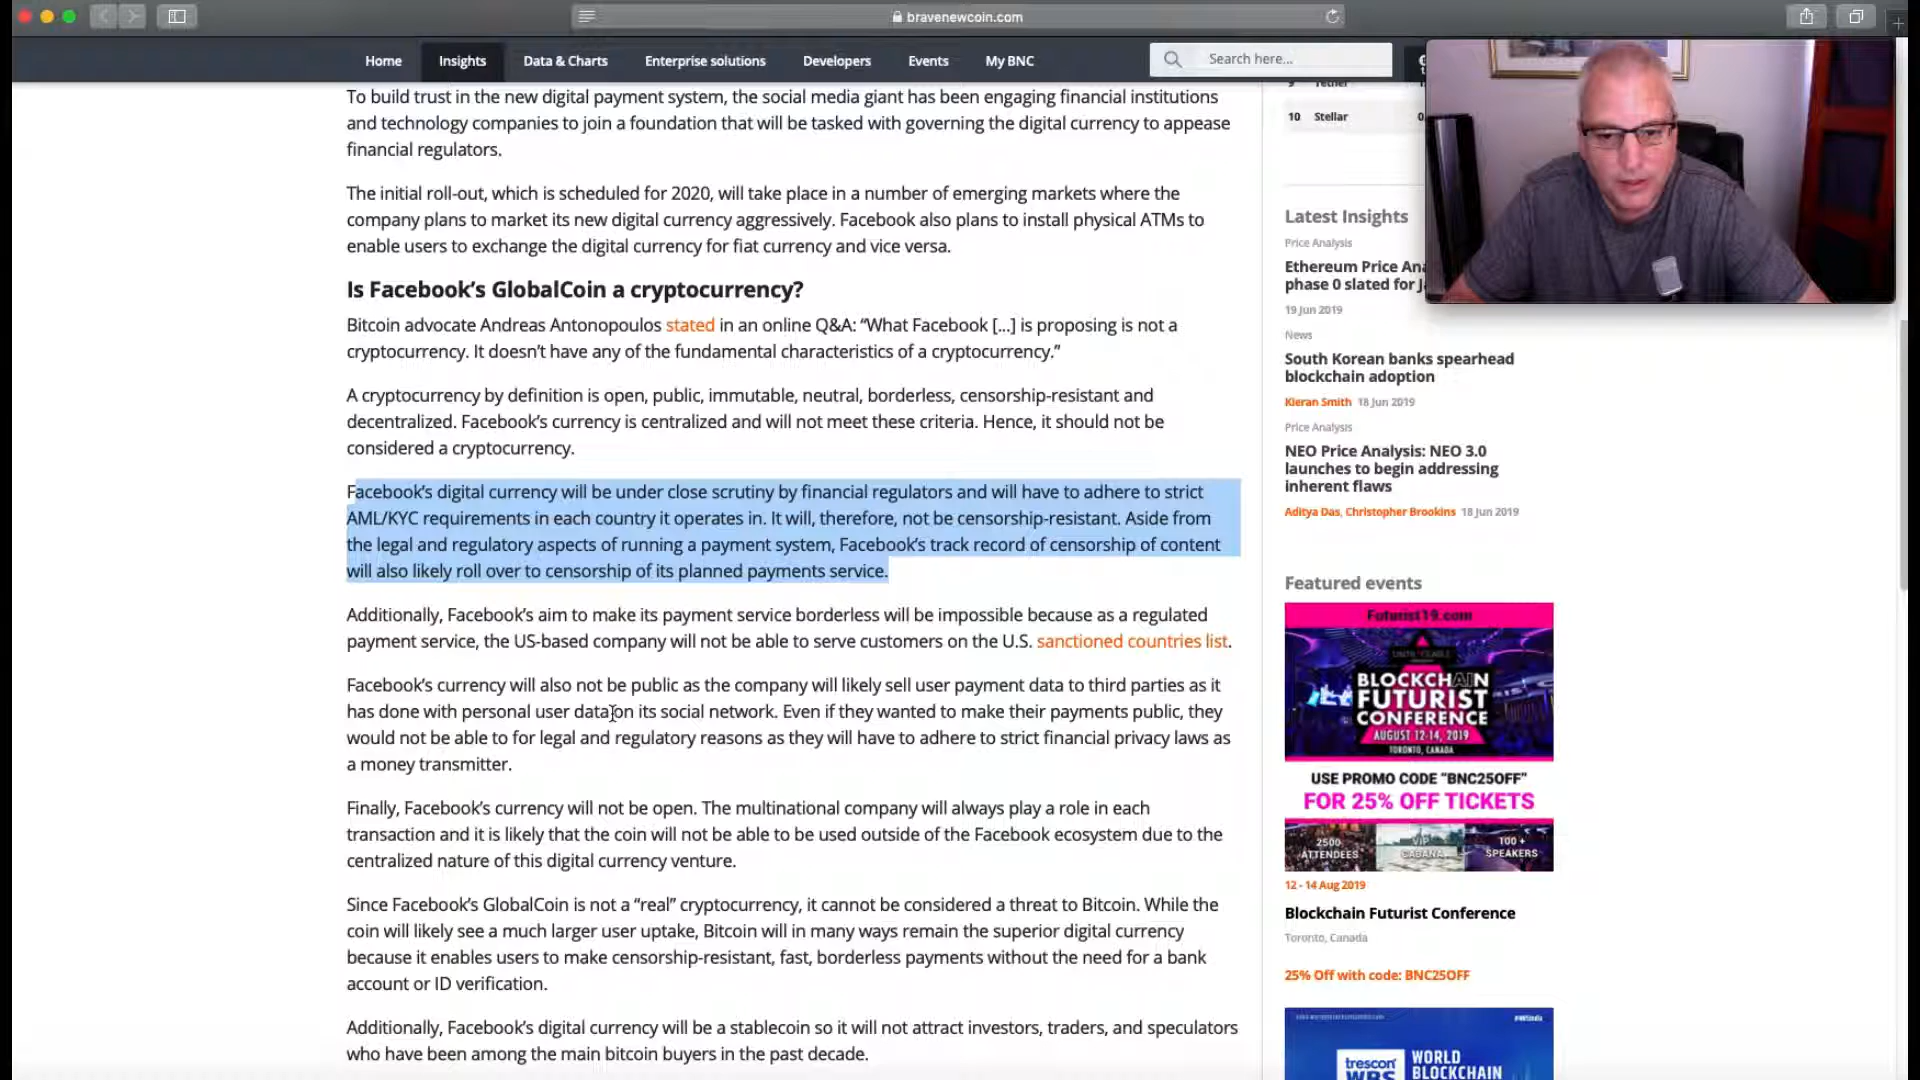 bravenewcoin.com
Home
Insights
Data & Charts
Enterprise solutions
Developers
Events
My BNC
Search here...
To build trust in the new digital payment system, the social media giant has been engaging financial institutions
and technology companies to join a foundation that will be tasked with governing the digital currency to appease
financial regulators.
The initial roll-out, which is scheduled for 2020, will take place in a number of emerging markets where the
company plans to market its new digital currency aggressively. Facebook also plans to install physical ATMs to
enable users to exchange the digital currency for fiat currency and vice versa.
Is Facebook’s GlobalCoin a cryptocurrency?
Bitcoin advocate Andreas Antonopoulos stated in an online Q&A: “What Facebook [...] is proposing is not a
cryptocurrency. It doesn’t have any of the fundamental characteristics of a cryptocurrency.”
A cryptocurrency by definition is open, public, immutable, neutral, borderless, censorship-resistant and
decentralized. Facebook’s currency is centralized and will not meet these criteria. Hence, it should not be
considered a cryptocurrency.
Facebook’s digital currency will be under close scrutiny by financial regulators and will have to adhere to strict
AML/KYC requirements in each country it operates in. It will, therefore, not be censorship-resistant. Aside from
the legal and regulatory aspects of running a payment system, Facebook’s track record of censorship of content
will also likely roll over to censorship of its planned payments service.
Additionally, Facebook’s aim to make its payment service borderless will be impossible because as a regulated
payment service, the US-based company will not be able to serve customers on the U.S. sanctioned countries list.
Facebook’s currency will also not be public as the company will likely sell user payment data to third parties as it
has done with personal user data on its social network. Even if they wanted to make their payments public, they
would not be able to for legal and regulatory reasons as they will have to adhere to strict financial privacy laws as
a money transmitter.
Finally, Facebook’s currency will not be open. The multinational company will always play a role in each
transaction and it is likely that the coin will not be able to be used outside of the Facebook ecosystem due to the
centralized nature of this digital currency venture.
Since Facebook’s GlobalCoin is not a “real” cryptocurrency, it cannot be considered a threat to Bitcoin. While the
coin will likely see a much larger user uptake, Bitcoin will in many ways remain the superior digital currency
because it enables users to make censorship-resistant, fast, borderless payments without the need for a bank
account or ID verification.
Additionally, Facebook’s digital currency will be a stablecoin so it will not attract investors, traders, and speculators
who have been among the main bitcoin buyers in the past decade.
9 Tether
10 Stellar 0.
Latest Insights
Price Analysis
Ethereum Price Ana
phase 0 slated for J
19 Jun 2019
News
South Korean banks spearhead
blockchain adoption
Kieran Smith 18 Jun 2019
Price Analysis
NEO Price Analysis: NEO 3.0
launches to begin addressing
inherent flaws
Aditya Das, Christopher Brookins 18 Jun 2019
Featured events
Futurist19.com
BLOCKCHAIN
FUTURIST
CONFERENCE
AUGUST 12-14, 2019
TORONTO, CANADA
USE PROMO CODE "BNC25OFF"
FOR 25% OFF TICKETS
2500
ATTENDEES
VIP
CABANA
100 +
SPEAKERS
12 - 14 Aug 2019
Blockchain Futurist Conference
Toronto, Canada
25% Off with code: BNC25OFF
trescon
WBS
WORLD
BLOCKCHAIN